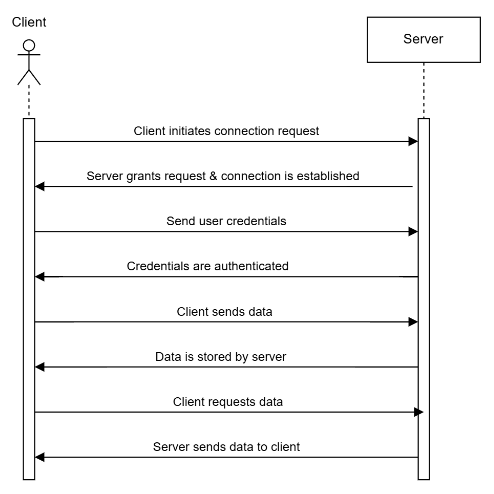 Client
Server
Client initiates connection request
Server grants request & connection is established
Send user credentials
Credentials are authenticated
Client sends data
Data is stored by server
Client requests data
Server sends data to client